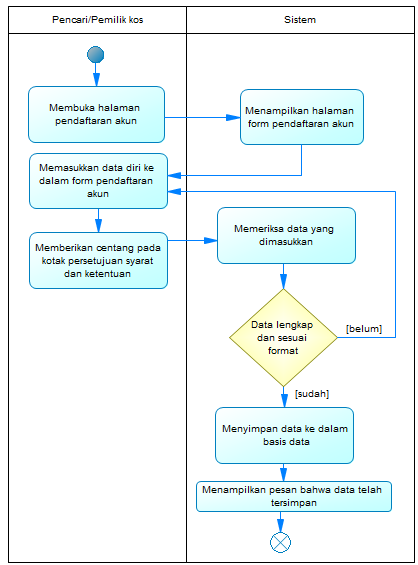 Pencari/Pemilik kos
Sistem
Membuka halaman
pendaftaran akun
Menampilkan halaman
form pendaftaran akun
Memasukkan data diri ke
dalam form pendaftaran
akun
Memberikan centang pada
kotak persetujuan syarat
dan ketentuan
Memeriksa data yang
dimasukkan
Data lengkap
dan sesuai
format
[belum]
[sudah]
Menyimpan data ke dalam
basis data
Menampilkan pesan bahwa data telah
tersimpan